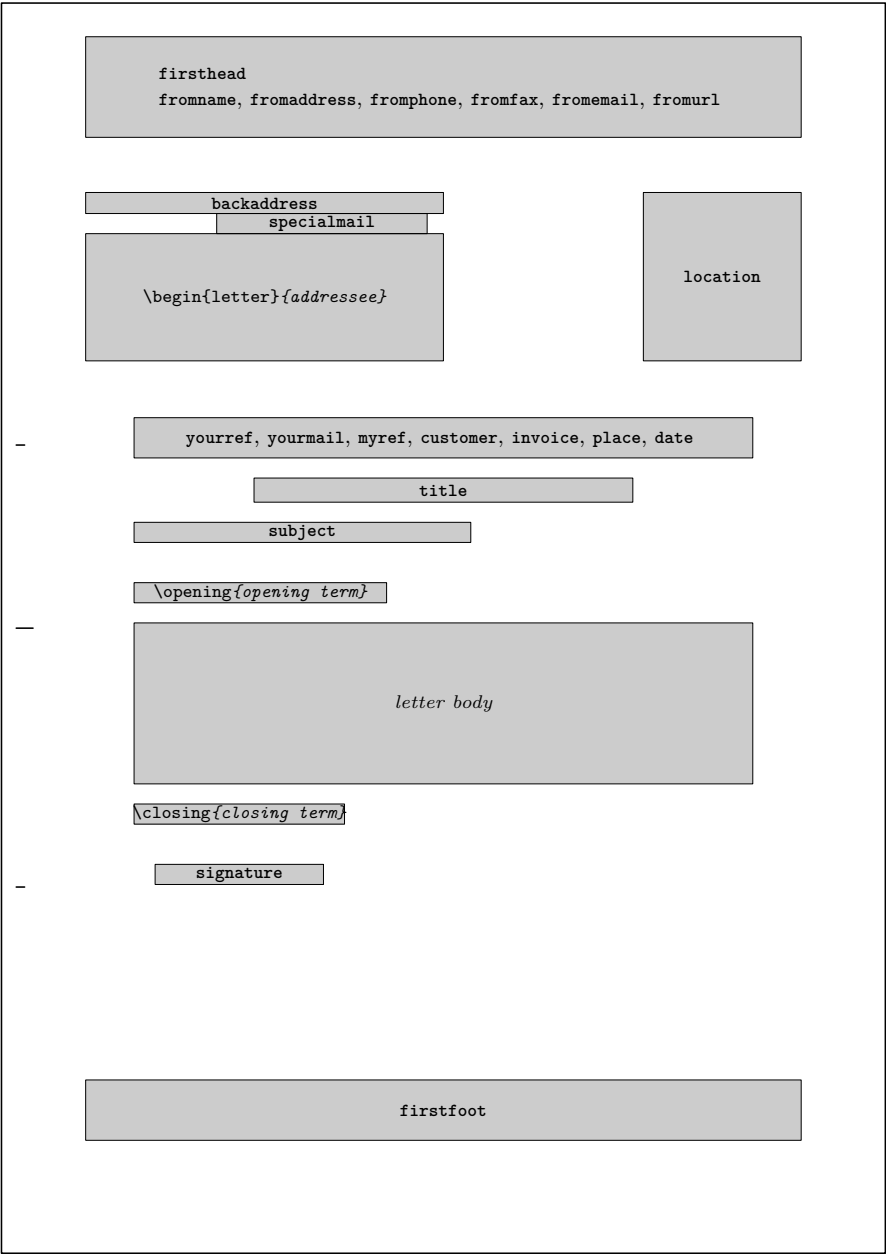 firsthead
fromname, fromaddress, fromphone, fromfax, fromemail, fromurl
backaddress
specialmail
\begin{letter}{addressee}
location
yourref, yourmail, myref, customer, invoice, place, date
title
subject
\opening{opening term}
letter body
\closing{closing term}
signature
firstfoot